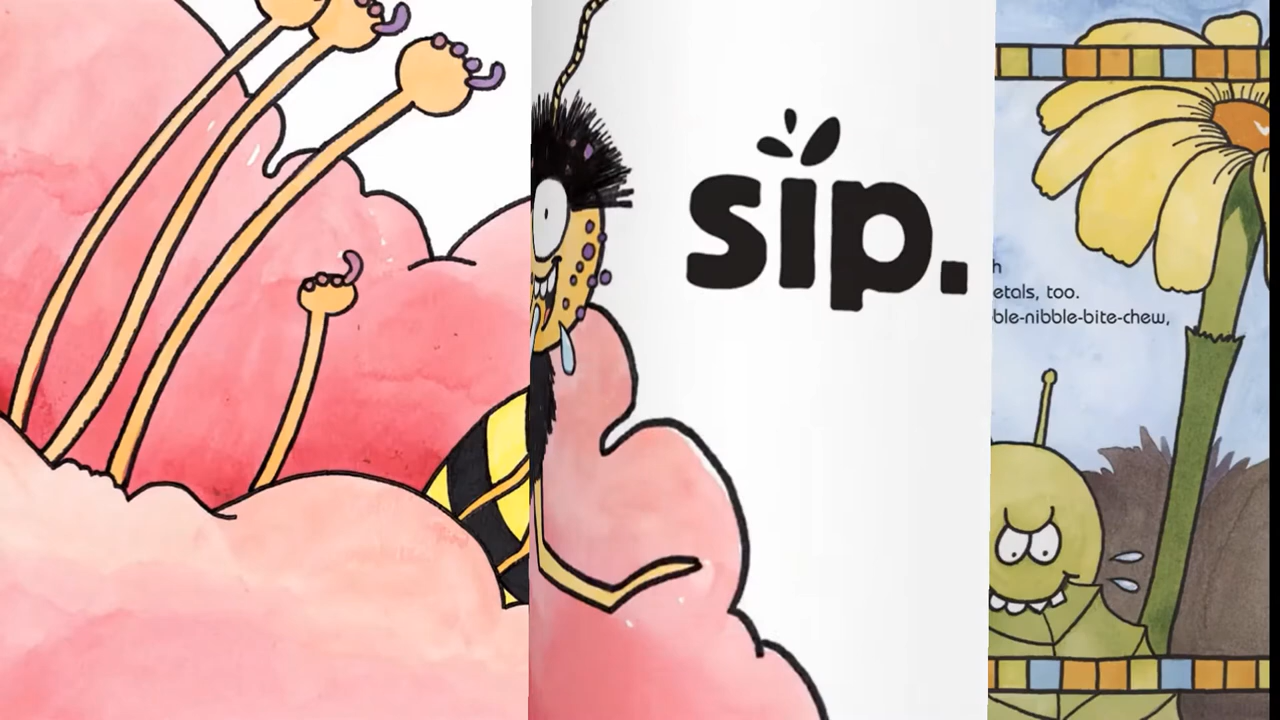 sip.
h
etals, too.
ble-nibble-bite-chew,